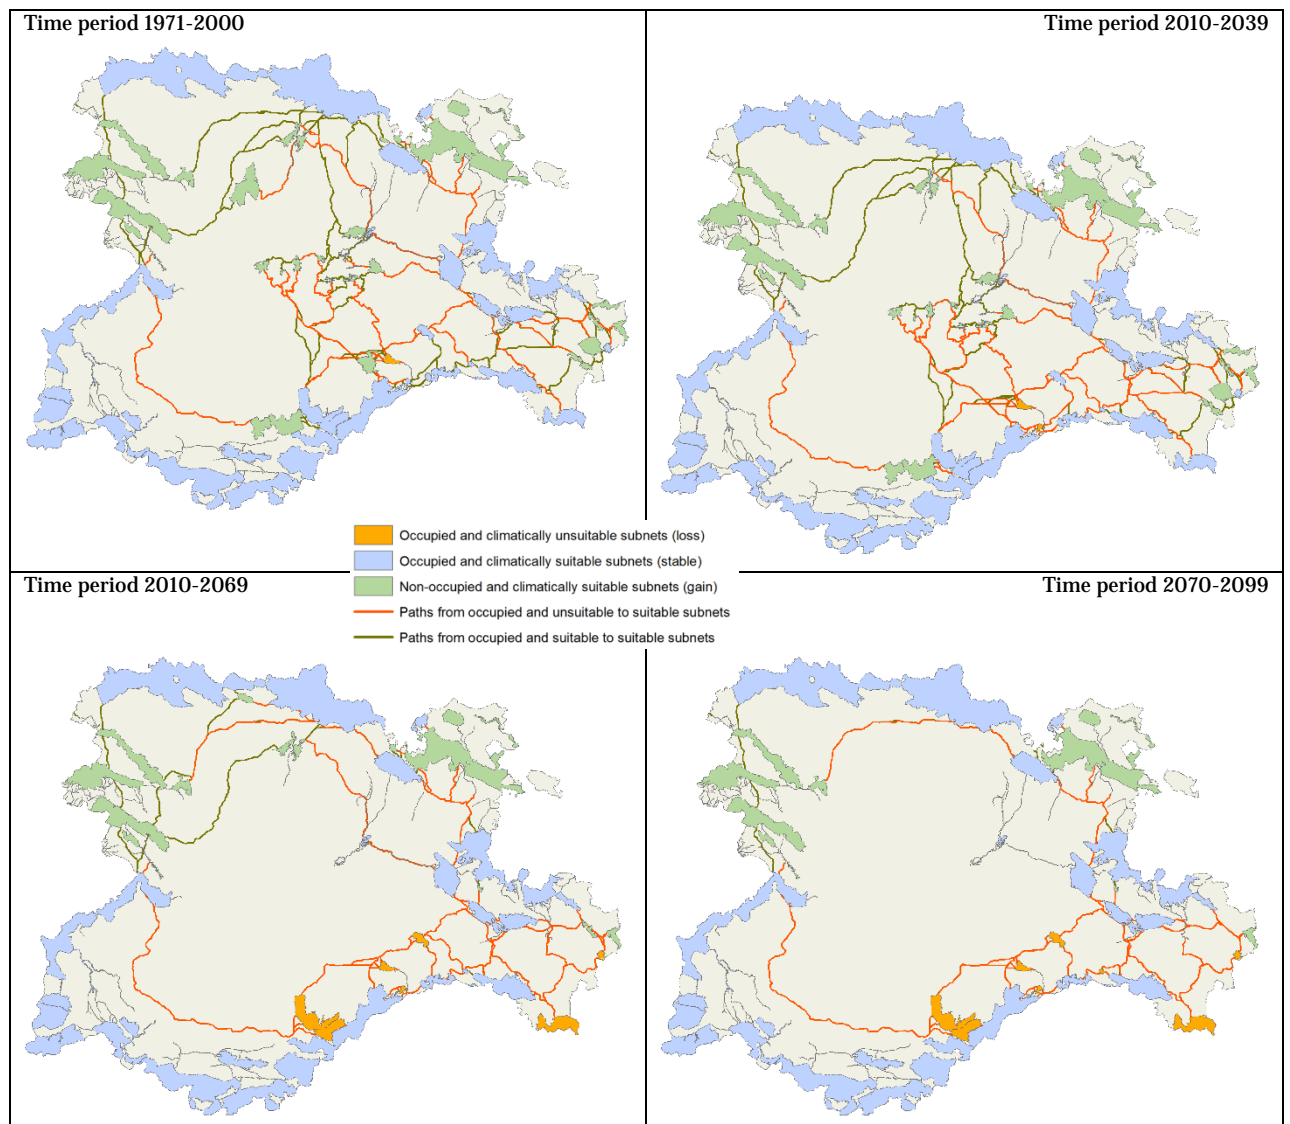 Time period 1971-2000
Time period 2010-2039
Occupied and climatically unsuitable subnets (loss)
Occupied and climatically suitable subnets (stable)
Non-occupied and climatically suitable subnets (gain)
Paths from occupied and unsuitable to suitable subnets
Paths from occupied and suitable to suitable subnets
Time period 2010-2069
Time period 2070-2099